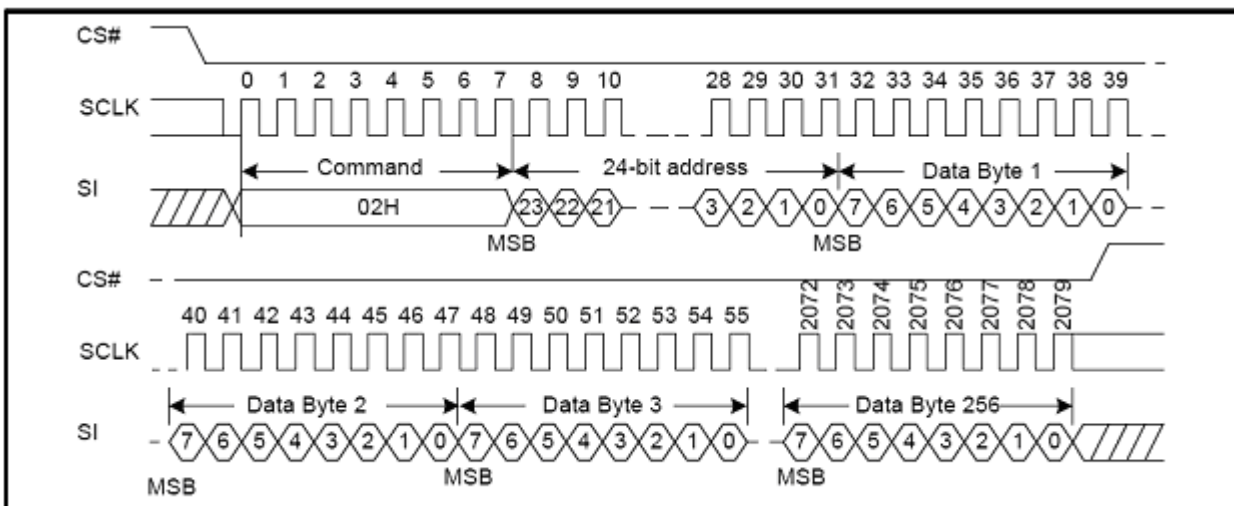 CS#
0 1 2 3 4 5 6 7 8 9 10 28 29 30 31 32 33 34 35 36 37 38 39
SCLK
Command 24-bit address Data Byte 1
SI
02H 23 22 21 3 2 1 0 7 6 5 4 3 2 1 0
MSB MSB
CS#
40 41 42 43 44 45 46 47 48 49 50 51 52 53 54 55 2072 2073 2074 2075 2076 2077 2078 2079
SCLK
Data Byte 2 Data Byte 3 Data Byte 256
SI
7 6 5 4 3 2 1 0 7 6 5 4 3 2 1 0 7 6 5 4 3 2 1 0
MSB MSB MSB